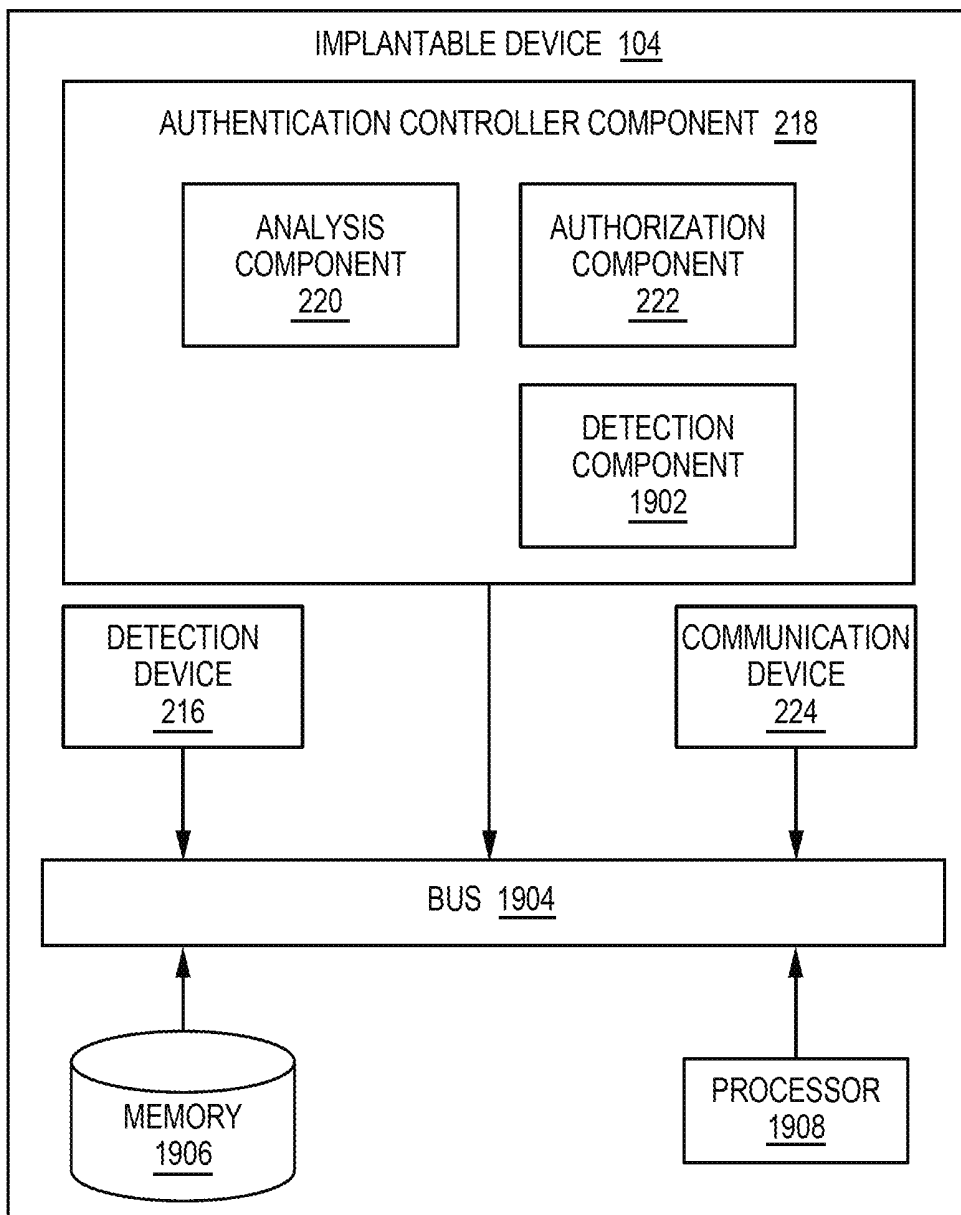 IMPLANTABLE DEVICE 104
AUTHENTICATION CONTROLLER COMPONENT 218
ANALYSIS
COMPONENT
220
AUTHORIZATION
COMPONENT
222
DETECTION
COMPONENT
1902
DETECTION
DEVICE
216
COMMUNICATION
DEVICE
224
BUS 1904
MEMORY
1906
PROCESSOR
1908